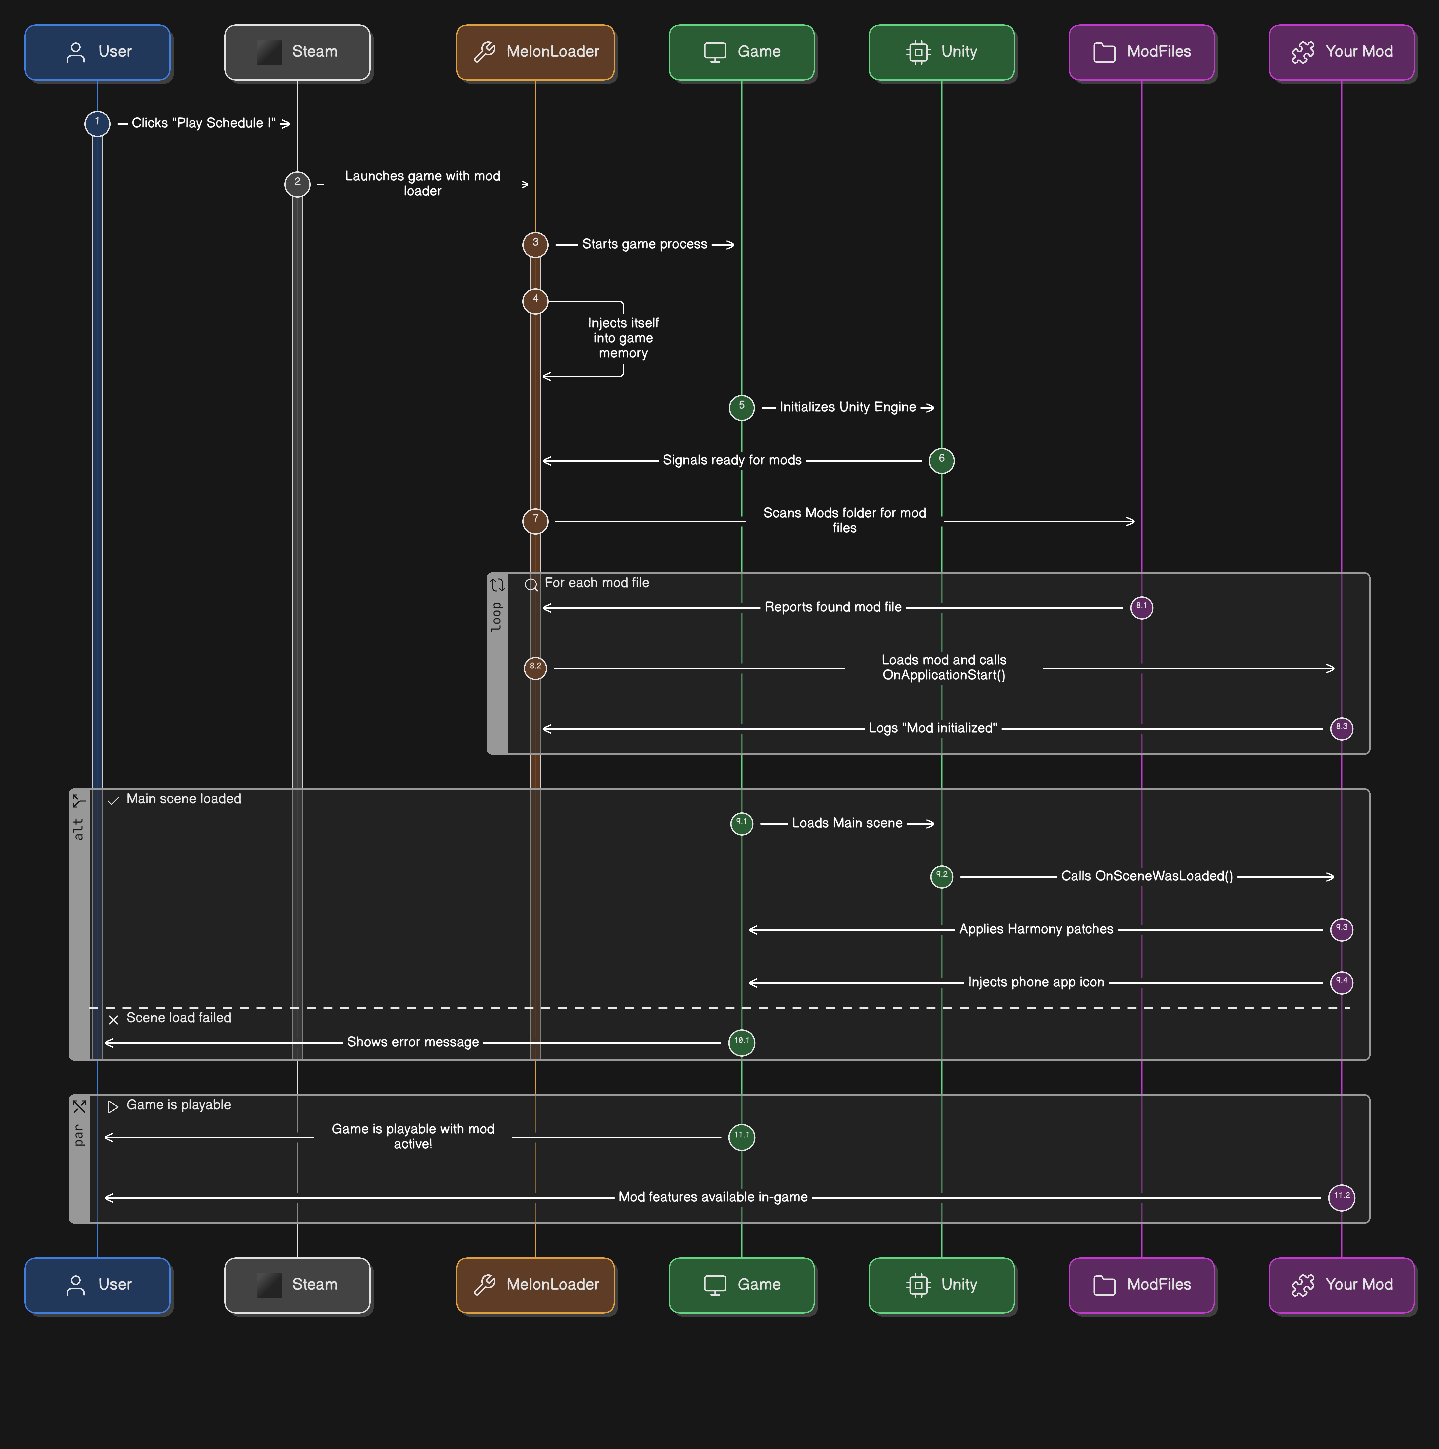 User
Steam
MelonLoader
Game
Unity
ModFiles
Your Mod
1
Clicks "Play Schedule I"
2
Launches game with mod
loader
3
Starts game process
4
Injects itself
into game
memory
5
Initializes Unity Engine
6
Signals ready for mods
7
Scans Mods folder for mod
files
loop
For each mod file
8.1
Reports found mod file
8.2
Loads mod and calls
OnApplicationStart()
8.3
Logs "Mod initialized"
alt
Main scene loaded
9.1
Loads Main scene
9.2
Calls OnSceneWasLoaded()
9.3
Applies Harmony patches
9.4
Injects phone app icon
Scene load failed
10.1
Shows error message
par
Game is playable
11.1
Game is playable with mod
active!
11.2
Mod features available in-game
User
Steam
MelonLoader
Game
Unity
ModFiles
Your Mod